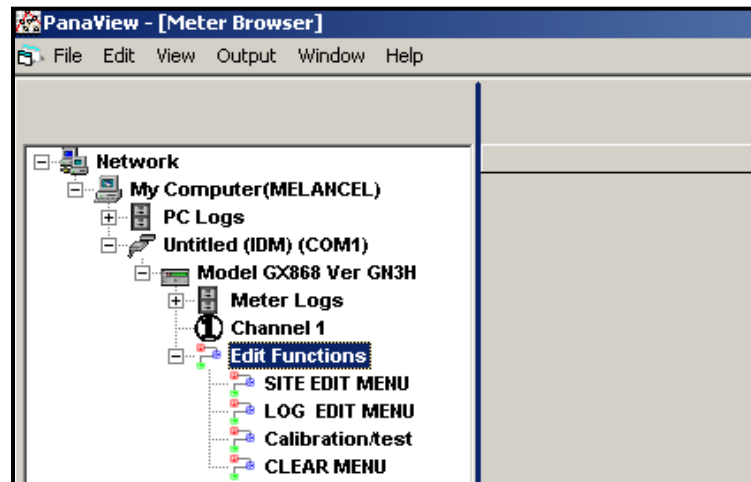 PanaView - [Meter Browser]
File Edit View Output Window Help
Network
My Computer(MELANCEL)
PC Logs
Untitled (IDM) (COM1)
Model GX868 Ver GN3H
Meter Logs
1 Channel 1
Edit Functions
SITE EDIT MENU
LOG EDIT MENU
Calibration/test
CLEAR MENU